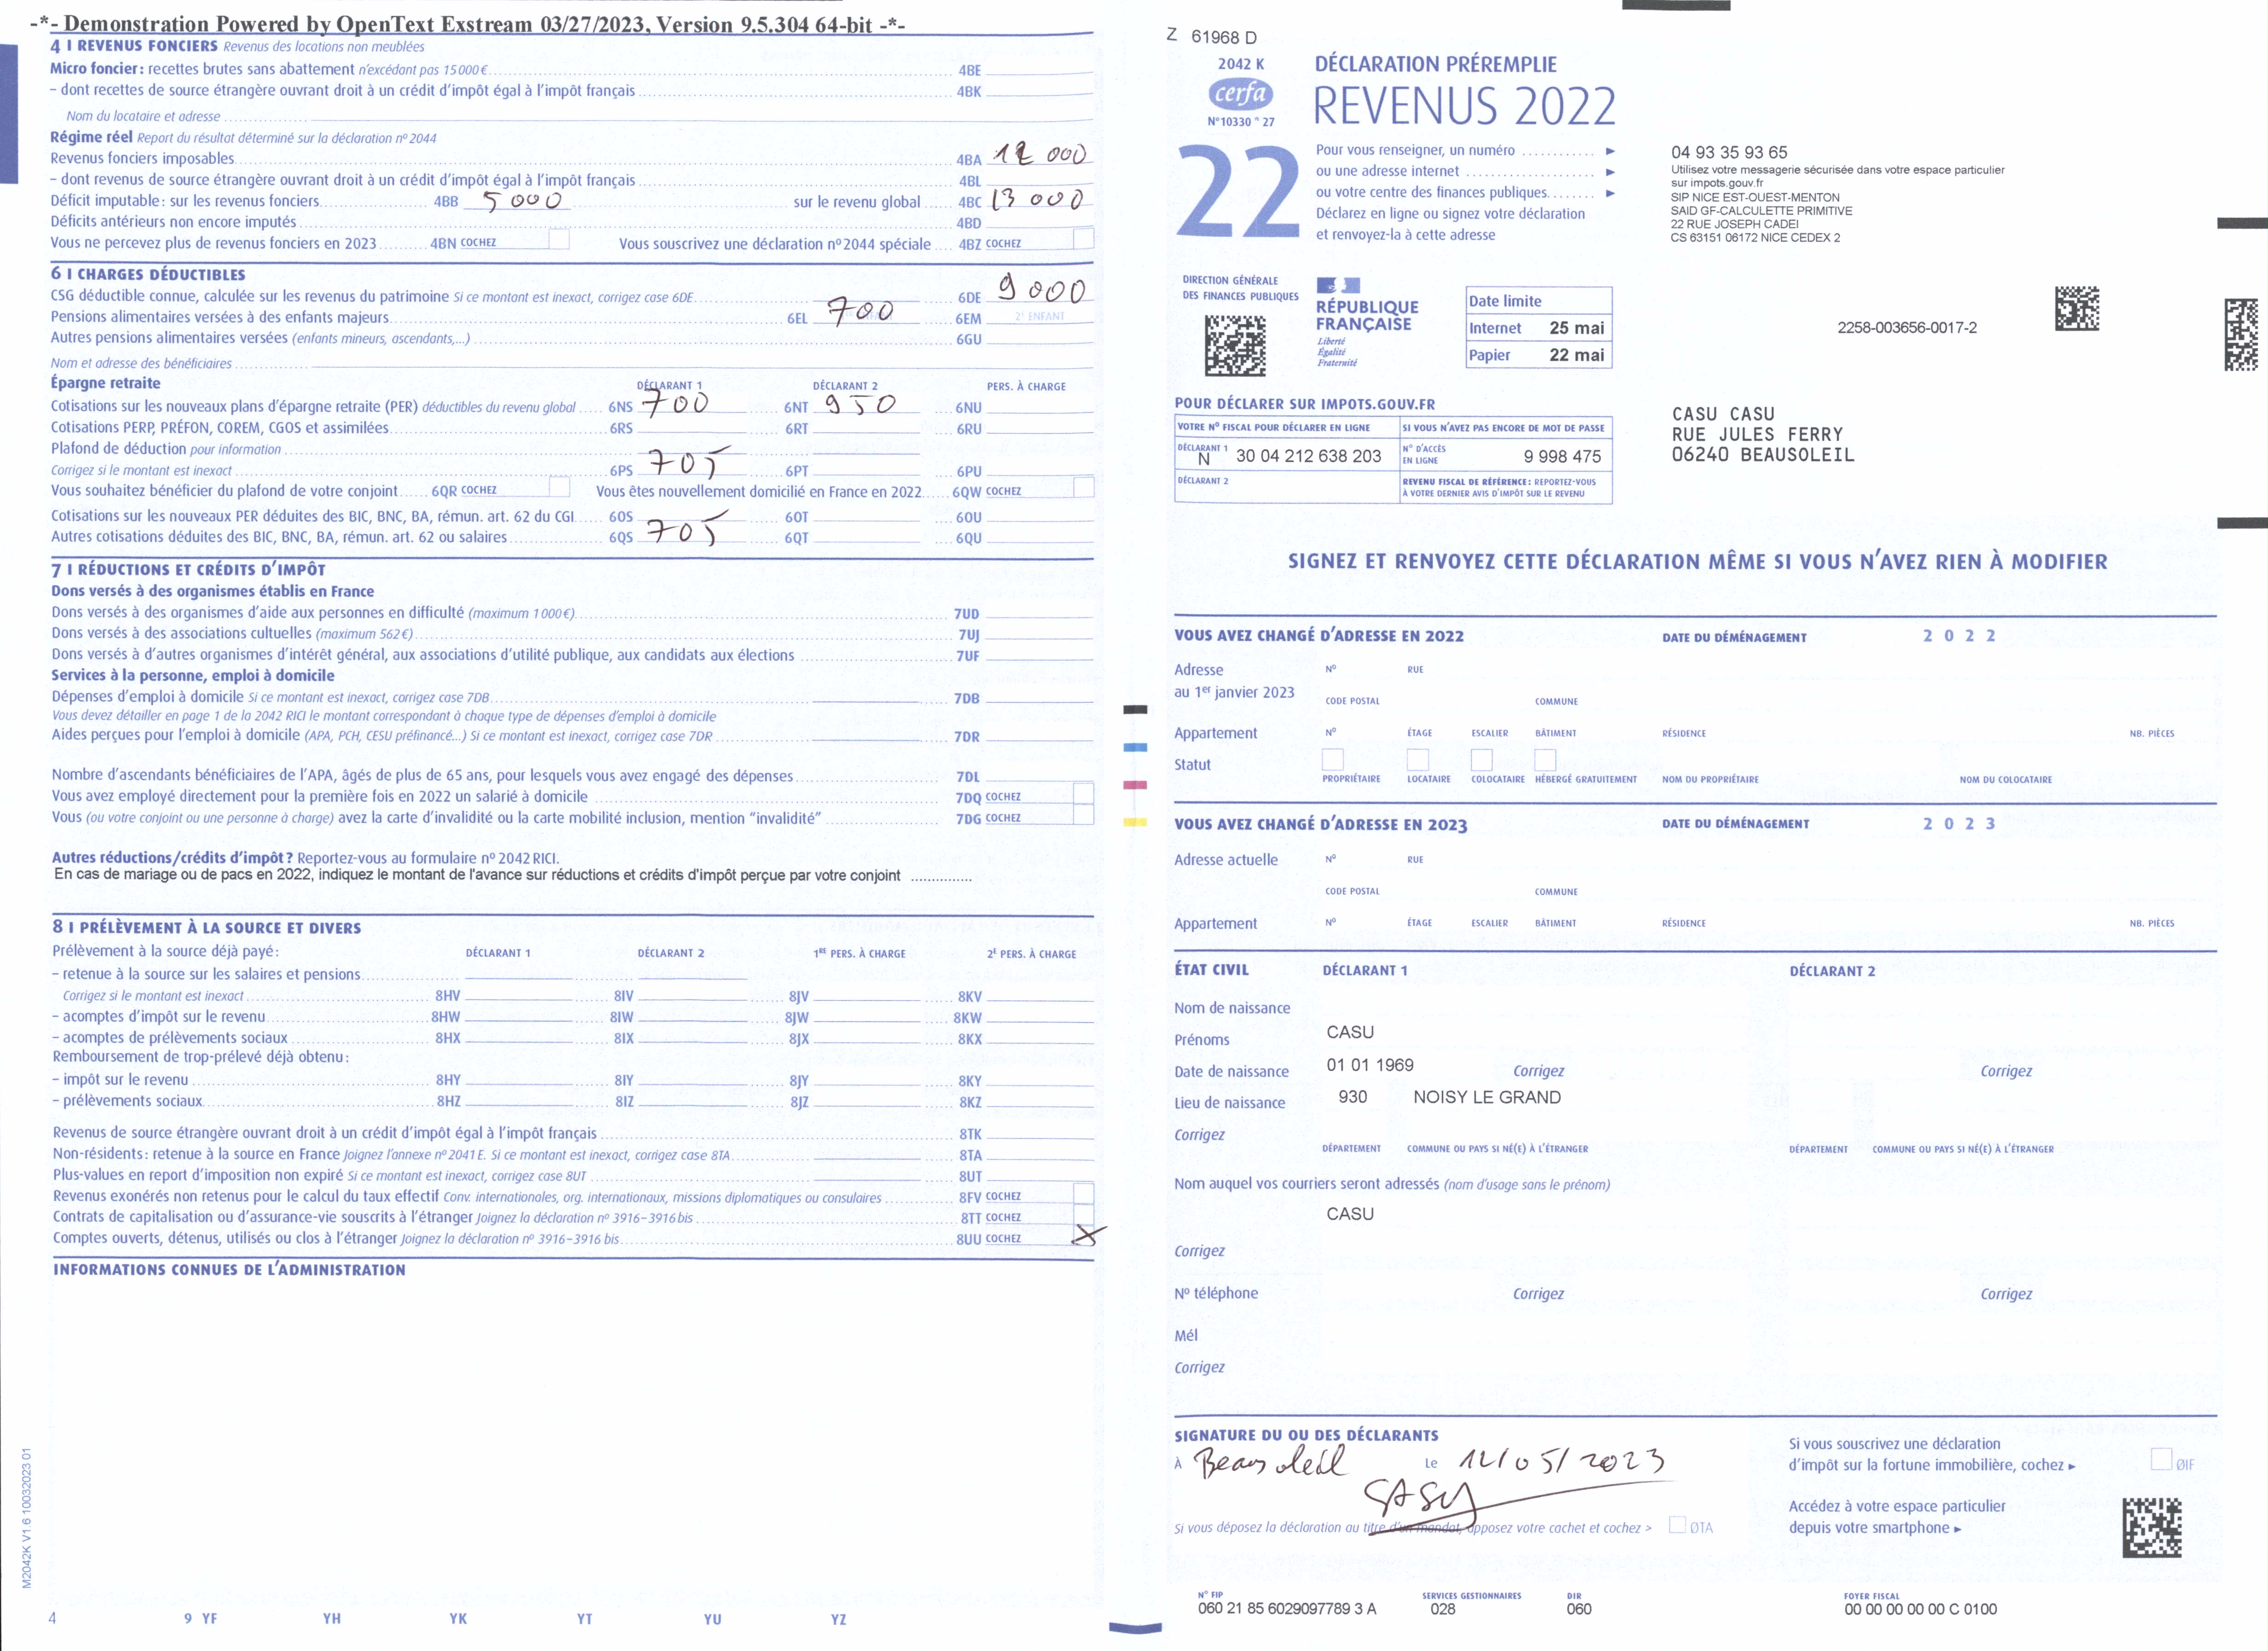 -*- Demonstration Powered by OpenText Exstream 03/27/2023, Version 9.5.304 64-bit -*-
4 I REVENUS FONCIERS Revenus des locations non meublées
Micro foncier : recettes brutes sans abattement n'excédant pas 15 000 € 4BE
– dont recettes de source étrangère ouvrant droit à un crédit d'impôt égal à l'impôt français 4BK
Nom du locataire et adresse
Régime réel Report du résultat déterminé sur la déclaration nº 2044
Revenus fonciers imposables 4BA 12 000
– dont revenus de source étrangère ouvrant droit à un crédit d'impôt égal à l'impôt français 4BL
Déficit imputable : sur les revenus fonciers 4BB 5 000 sur le revenu global 4BC 13 000
Déficits antérieurs non encore imputés 4BD
Vous ne percevez plus de revenus fonciers en 2023 4BN COCHEZ Vous souscrivez une déclaration nº 2044 spéciale 4BZ COCHEZ
6 I CHARGES DÉDUCTIBLES
CSG déductible connue, calculée sur les revenus du patrimoine Si ce montant est inexact, corrigez case 6DE 6DE 9 000
Pensions alimentaires versées à des enfants majeurs 6EL 700 6EM 2E ENFANT
Autres pensions alimentaires versées (enfants mineurs, ascendants,...) 6GU
Nom et adresse des bénéficiaires
Épargne retraite DÉCLARANT 1 DÉCLARANT 2 PERS. À CHARGE
Cotisations sur les nouveaux plans d'épargne retraite (PER) déductibles du revenu global 6NS 700 6NT 950 6NU
Cotisations PERP, PRÉFON, COREM, CGOS et assimilées 6RS 6RT 6RU
Plafond de déduction pour information
Corrigez si le montant est inexact 6PS 705 6PT 6PU
Vous souhaitez bénéficier du plafond de votre conjoint 6QR COCHEZ Vous êtes nouvellement domicilié en France en 2022 6QW COCHEZ
Cotisations sur les nouveaux PER déduites des BIC, BNC, BA, rémun. art. 62 du CGI 6OS 6OT 6OU
Autres cotisations déduites des BIC, BNC, BA, rémun. art. 62 ou salaires 6QS 705 6QT 6QU
7 I RÉDUCTIONS ET CRÉDITS D'IMPÔT
Dons versés à des organismes établis en France
Dons versés à des organismes d'aide aux personnes en difficulté (maximum 1 000 €) 7UD
Dons versés à des associations cultuelles (maximum 562 €) 7UJ
Dons versés à d'autres organismes d'intérêt général, aux associations d'utilité publique, aux candidats aux élections 7UF
Services à la personne, emploi à domicile
Dépenses d'emploi à domicile Si ce montant est inexact, corrigez case 7DB 7DB
Vous devez détailler en page 1 de la 2042 RICI le montant correspondant à chaque type de dépenses d'emploi à domicile
Aides perçues pour l'emploi à domicile (APA, PCH, CESU préfinancé...) Si ce montant est inexact, corrigez case 7DR 7DR
Nombre d'ascendants bénéficiaires de l'APA, âgés de plus de 65 ans, pour lesquels vous avez engagé des dépenses 7DL
Vous avez employé directement pour la première fois en 2022 un salarié à domicile 7DQ COCHEZ
Vous (ou votre conjoint ou une personne à charge) avez la carte d'invalidité ou la carte mobilité inclusion, mention "invalidité" 7DG COCHEZ
Autres réductions/crédits d'impôt ? Reportez-vous au formulaire nº 2042 RICI.
En cas de mariage ou de pacs en 2022, indiquez le montant de l'avance sur réductions et crédits d'impôt perçue par votre conjoint ..............
8 I PRÉLÈVEMENT À LA SOURCE ET DIVERS
Prélèvement à la source déjà payé : DÉCLARANT 1 DÉCLARANT 2 1RE PERS. À CHARGE 2E PERS. À CHARGE
– retenue à la source sur les salaires et pensions
Corrigez si le montant est inexact 8HV 8IV 8JV 8KV
– acomptes d'impôt sur le revenu 8HW 8IW 8JW 8KW
– acomptes de prélèvements sociaux 8HX 8IX 8JX 8KX
Remboursement de trop-prélevé déjà obtenu :
– impôt sur le revenu 8HY 8IY 8JY 8KY
– prélèvements sociaux 8HZ 8IZ 8JZ 8KZ
Revenus de source étrangère ouvrant droit à un crédit d'impôt égal à l'impôt français 8TK
Non-résidents : retenue à la source en France Joignez l'annexe nº 2041 E. Si ce montant est inexact, corrigez case 8TA 8TA
Plus-values en report d'imposition non expiré Si ce montant est inexact, corrigez case 8UT 8UT
Revenus exonérés non retenus pour le calcul du taux effectif Conv. internationales, org. internationaux, missions diplomatiques ou consulaires 8FV COCHEZ
Contrats de capitalisation ou d'assurance-vie souscrits à l'étranger Joignez la déclaration nº 3916–3916 bis 8TT COCHEZ
Comptes ouverts, détenus, utilisés ou clos à l'étranger Joignez la déclaration nº 3916–3916 bis 8UU COCHEZ X
INFORMATIONS CONNUES DE L'ADMINISTRATION
M2042K V1.6 10032023 01
4 9 YF YH YK YT YU YZ
Z 61968 D
2042 K
cerfa
N° 10330 * 27
DÉCLARATION PRÉREMPLIE
REVENUS 2022
22
Pour vous renseigner, un numéro ........... ► 04 93 35 93 65
ou une adresse internet ► Utilisez votre messagerie sécurisée dans votre espace particulier
sur impots.gouv.fr
ou votre centre des finances publiques ► SIP NICE EST-OUEST-MENTON
SAID GF-CALCULETTE PRIMITIVE
22 RUE JOSEPH CADEI
CS 63151 06172 NICE CEDEX 2
Déclarez en ligne ou signez votre déclaration
et renvoyez-la à cette adresse
DIRECTION GÉNÉRALE
DES FINANCES PUBLIQUES
RÉPUBLIQUE
FRANÇAISE
Liberté
Égalité
Fraternité
Date limite
Internet 25 mai
Papier 22 mai
2258-003656-0017-2
POUR DÉCLARER SUR IMPOTS.GOUV.FR
VOTRE Nº FISCAL POUR DÉCLARER EN LIGNE SI VOUS N'AVEZ PAS ENCORE DE MOT DE PASSE
DÉCLARANT 1 N 30 04 212 638 203 N° D'ACCÈS EN LIGNE 9 998 475
DÉCLARANT 2 REVENU FISCAL DE RÉFÉRENCE : REPORTEZ-VOUS
À VOTRE DERNIER AVIS D'IMPÔT SUR LE REVENU
CASU CASU
RUE JULES FERRY
06240 BEAUSOLEIL
SIGNEZ ET RENVOYEZ CETTE DÉCLARATION MÊME SI VOUS N'AVEZ RIEN À MODIFIER
VOUS AVEZ CHANGÉ D'ADRESSE EN 2022 DATE DU DÉMÉNAGEMENT 2 0 2 2
Adresse Nº RUE
au 1er janvier 2023 CODE POSTAL COMMUNE
Appartement Nº ÉTAGE ESCALIER BÂTIMENT RÉSIDENCE NB. PIÈCES
Statut
PROPRIÉTAIRE LOCATAIRE COLOCATAIRE HÉBERGÉ GRATUITEMENT NOM DU PROPRIÉTAIRE NOM DU COLOCATAIRE
VOUS AVEZ CHANGÉ D'ADRESSE EN 2023 DATE DU DÉMÉNAGEMENT 2 0 2 3
Adresse actuelle Nº RUE
CODE POSTAL COMMUNE
Appartement Nº ÉTAGE ESCALIER BÂTIMENT RÉSIDENCE NB. PIÈCES
ÉTAT CIVIL DÉCLARANT 1 DÉCLARANT 2
Nom de naissance
Prénoms CASU
Date de naissance 01 01 1969 Corrigez Corrigez
Lieu de naissance 930 NOISY LE GRAND
Corrigez
DÉPARTEMENT COMMUNE OU PAYS SI NÉ(E) À L'ÉTRANGER DÉPARTEMENT COMMUNE OU PAYS SI NÉ(E) À L'ÉTRANGER
Nom auquel vos courriers seront adressés (nom d'usage sans le prénom)
CASU
Corrigez
Nº téléphone Corrigez Corrigez
Mél
Corrigez
SIGNATURE DU OU DES DÉCLARANTS
À Beausoleil Le 12/05/2023
CASU
Si vous déposez la déclaration au titre d'un mandat, apposez votre cachet et cochez > ØTA
Si vous souscrivez une déclaration
d'impôt sur la fortune immobilière, cochez ► ØIF
Accédez à votre espace particulier
depuis votre smartphone ►
N° FIP SERVICES GESTIONNAIRES DIR FOYER FISCAL
060 21 85 6029097789 3 A 028 060 00 00 00 00 00 C 0100